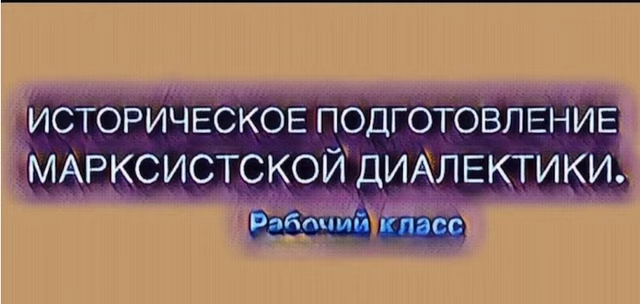 ИСТОРИЧЕСКОЕ ПОДГОТОВЛЕНИЕ
МАРКСИСТСКОЙ ДИАЛЕКТИКИ.
Рабочий класс